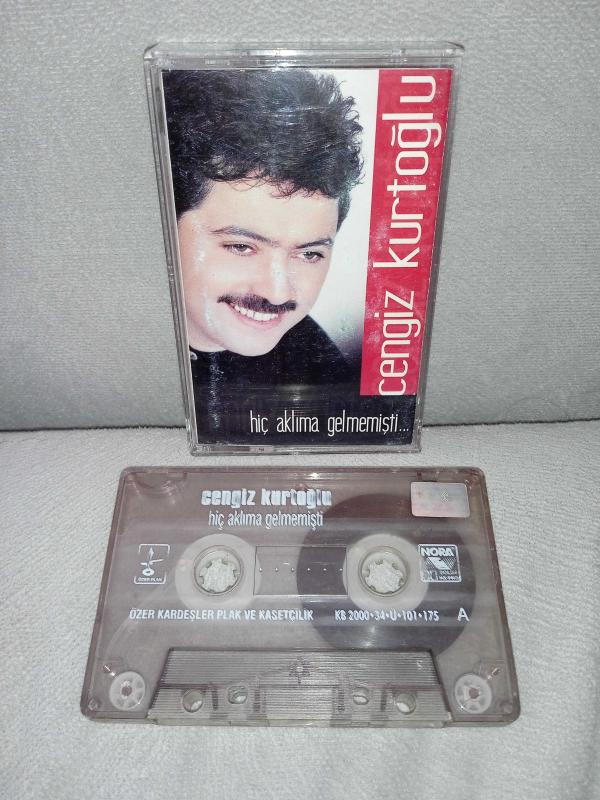 cengiz kurtoğlu
hiç aklıma gelmemişti...
cengiz kurtoğlu
hiç aklıma gelmemişti
ÖZER PLAK
NORA
ÖZER KARDEŞLER PLAK VE KASETÇİLİK
KB 2000•34•Ü•101•175
A